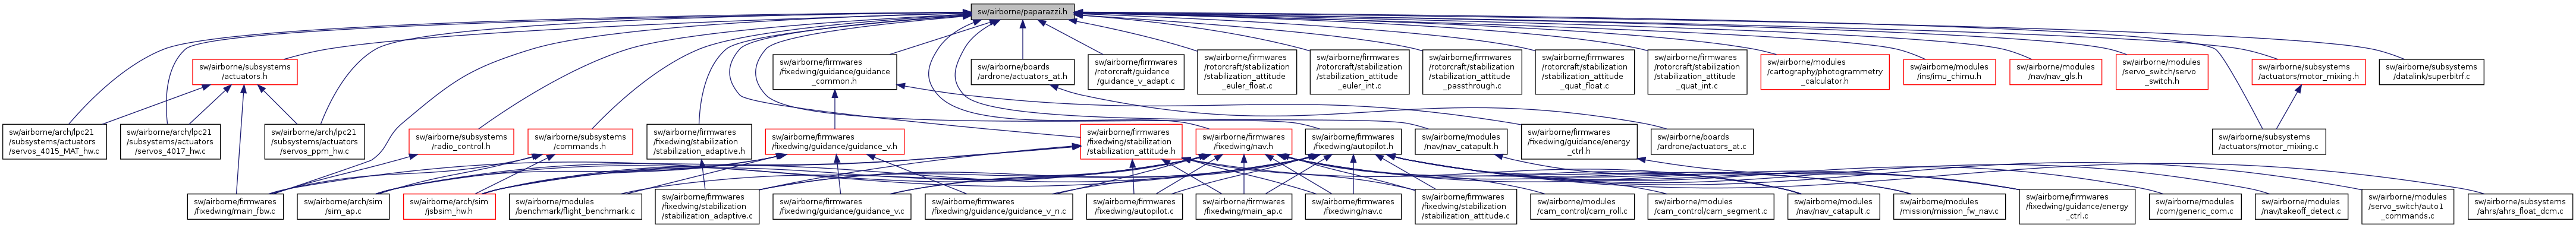 sw/airborne/paparazzi.h
sw/airborne/subsystems
/actuators.h
sw/airborne/firmwares
/fixedwing/guidance/guidance
_common.h
sw/airborne/boards
/ardrone/actuators_at.h
sw/airborne/firmwares
/rotorcraft/guidance
/guidance_v_adapt.c
sw/airborne/firmwares
/rotorcraft/stabilization
/stabilization_attitude
_euler_float.c
sw/airborne/firmwares
/rotorcraft/stabilization
/stabilization_attitude
_euler_int.c
sw/airborne/firmwares
/rotorcraft/stabilization
/stabilization_attitude
_passthrough.c
sw/airborne/firmwares
/rotorcraft/stabilization
/stabilization_attitude
_quat_float.c
sw/airborne/firmwares
/rotorcraft/stabilization
/stabilization_attitude
_quat_int.c
sw/airborne/modules
/cartography/photogrammetry
_calculator.h
sw/airborne/modules
/ins/imu_chimu.h
sw/airborne/modules
/nav/nav_gls.h
sw/airborne/modules
/servo_switch/servo
_switch.h
sw/airborne/subsystems
/actuators/motor_mixing.h
sw/airborne/subsystems
/datalink/superbitrf.c
sw/airborne/arch/lpc21
/subsystems/actuators
/servos_4015_MAT_hw.c
sw/airborne/arch/lpc21
/subsystems/actuators
/servos_4017_hw.c
sw/airborne/arch/lpc21
/subsystems/actuators
/servos_ppm_hw.c
sw/airborne/subsystems
/radio_control.h
sw/airborne/subsystems
/commands.h
sw/airborne/firmwares
/fixedwing/stabilization
/stabilization_adaptive.h
sw/airborne/firmwares
/fixedwing/guidance/guidance_v.h
sw/airborne/firmwares
/fixedwing/stabilization
/stabilization_attitude.h
sw/airborne/firmwares
/fixedwing/nav.h
sw/airborne/firmwares
/fixedwing/autopilot.h
sw/airborne/modules
/nav/nav_catapult.h
sw/airborne/firmwares
/fixedwing/guidance/energy
_ctrl.h
sw/airborne/boards
/ardrone/actuators_at.c
sw/airborne/subsystems
/actuators/motor_mixing.c
sw/airborne/firmwares
/fixedwing/main_fbw.c
sw/airborne/arch/sim
/sim_ap.c
sw/airborne/arch/sim
/jsbsim_hw.h
sw/airborne/modules
/benchmark/flight_benchmark.c
sw/airborne/firmwares
/fixedwing/stabilization
/stabilization_adaptive.c
sw/airborne/firmwares
/fixedwing/guidance/guidance_v.c
sw/airborne/firmwares
/fixedwing/guidance/guidance_v_n.c
sw/airborne/firmwares
/fixedwing/autopilot.c
sw/airborne/firmwares
/fixedwing/main_ap.c
sw/airborne/firmwares
/fixedwing/nav.c
sw/airborne/firmwares
/fixedwing/stabilization
/stabilization_attitude.c
sw/airborne/modules
/cam_control/cam_roll.c
sw/airborne/modules
/cam_control/cam_segment.c
sw/airborne/modules
/nav/nav_catapult.c
sw/airborne/modules
/mission/mission_fw_nav.c
sw/airborne/firmwares
/fixedwing/guidance/energy
_ctrl.c
sw/airborne/modules
/com/generic_com.c
sw/airborne/modules
/nav/takeoff_detect.c
sw/airborne/modules
/servo_switch/auto1
_commands.c
sw/airborne/subsystems
/ahrs/ahrs_float_dcm.c